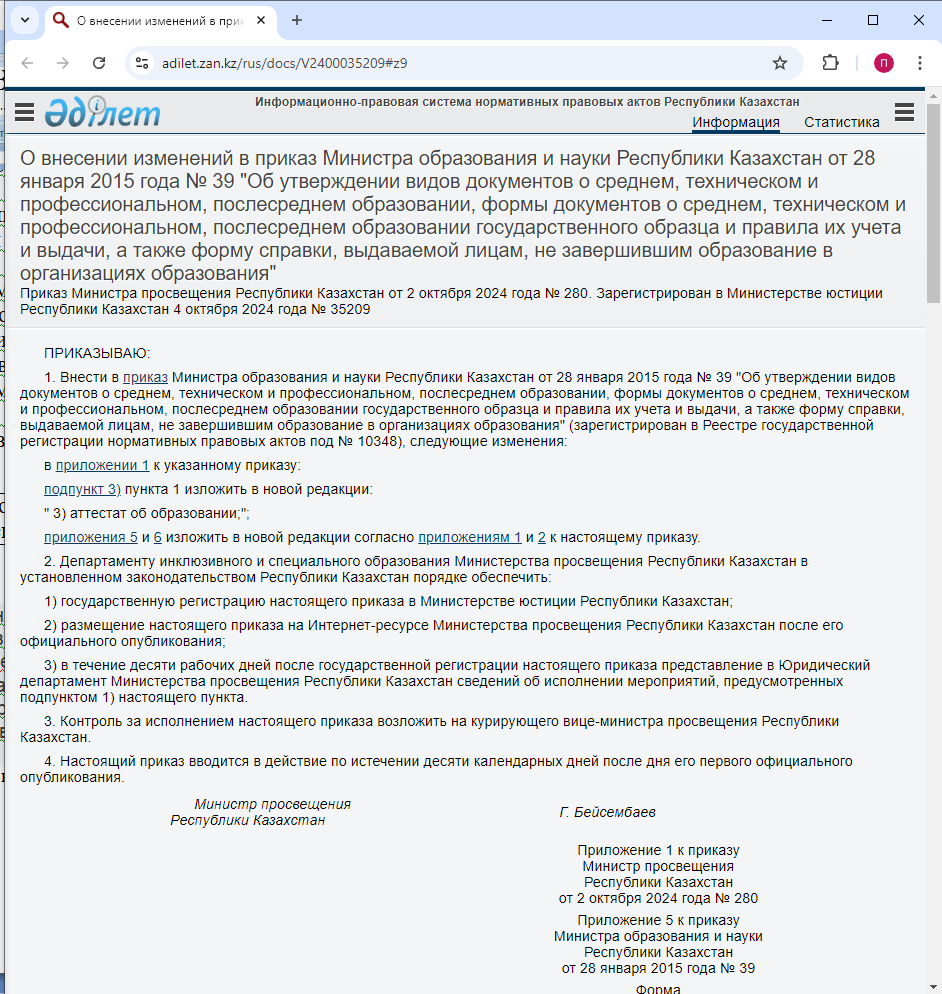 О внесении изменений в при
adilet.zan.kz/rus/docs/V2400035209#z9
П
Әділет
Информационно-правовая система нормативных правовых актов Республики Казахстан
Информация Статистика
О внесении изменений в приказ Министра образования и науки Республики Казахстан от 28
января 2015 года № 39 "Об утверждении видов документов о среднем, техническом и
профессиональном, послесреднем образовании, формы документов о среднем, техническом и
профессиональном, послесреднем образовании государственного образца и правила их учета
и выдачи, а также форму справки, выдаваемой лицам, не завершившим образование в
организациях образования"
Приказ Министра просвещения Республики Казахстан от 2 октября 2024 года № 280. Зарегистрирован в Министерстве юстиции
Республики Казахстан 4 октября 2024 года № 35209
ПРИКАЗЫВАЮ:
1. Внести в приказ Министра образования и науки Республики Казахстан от 28 января 2015 года № 39 "Об утверждении видов
документов о среднем, техническом и профессиональном, послесреднем образовании, формы документов о среднем, техническом
и профессиональном, послесреднем образовании государственного образца и правила их учета и выдачи, а также форму справки,
выдаваемой лицам, не завершившим образование в организациях образования" (зарегистрирован в Реестре государственной
регистрации нормативных правовых актов под № 10348), следующие изменения:
в приложении 1 к указанному приказу:
подпункт 3) пункта 1 изложить в новой редакции:
" 3) аттестат об образовании;";
приложения 5 и 6 изложить в новой редакции согласно приложениям 1 и 2 к настоящему приказу.
2. Департаменту инклюзивного и специального образования Министерства просвещения Республики Казахстан в
установленном законодательством Республики Казахстан порядке обеспечить:
1) государственную регистрацию настоящего приказа в Министерстве юстиции Республики Казахстан;
2) размещение настоящего приказа на Интернет-ресурсе Министерства просвещения Республики Казахстан после его
официального опубликования;
3) в течение десяти рабочих дней после государственной регистрации настоящего приказа представление в Юридический
департамент Министерства просвещения Республики Казахстан сведений об исполнении мероприятий, предусмотренных
подпунктом 1) настоящего пункта.
3. Контроль за исполнением настоящего приказа возложить на курирующего вице-министра просвещения Республики
Казахстан.
4. Настоящий приказ вводится в действие по истечении десяти календарных дней после дня его первого официального
опубликования.
Министр просвещения
Республики Казахстан
Г. Бейсембаев
Приложение 1 к приказу
Министр просвещения
Республики Казахстан
от 2 октября 2024 года № 280
Приложение 5 к приказу
Министра образования и науки
Республики Казахстан
от 28 января 2015 года № 39
Форма